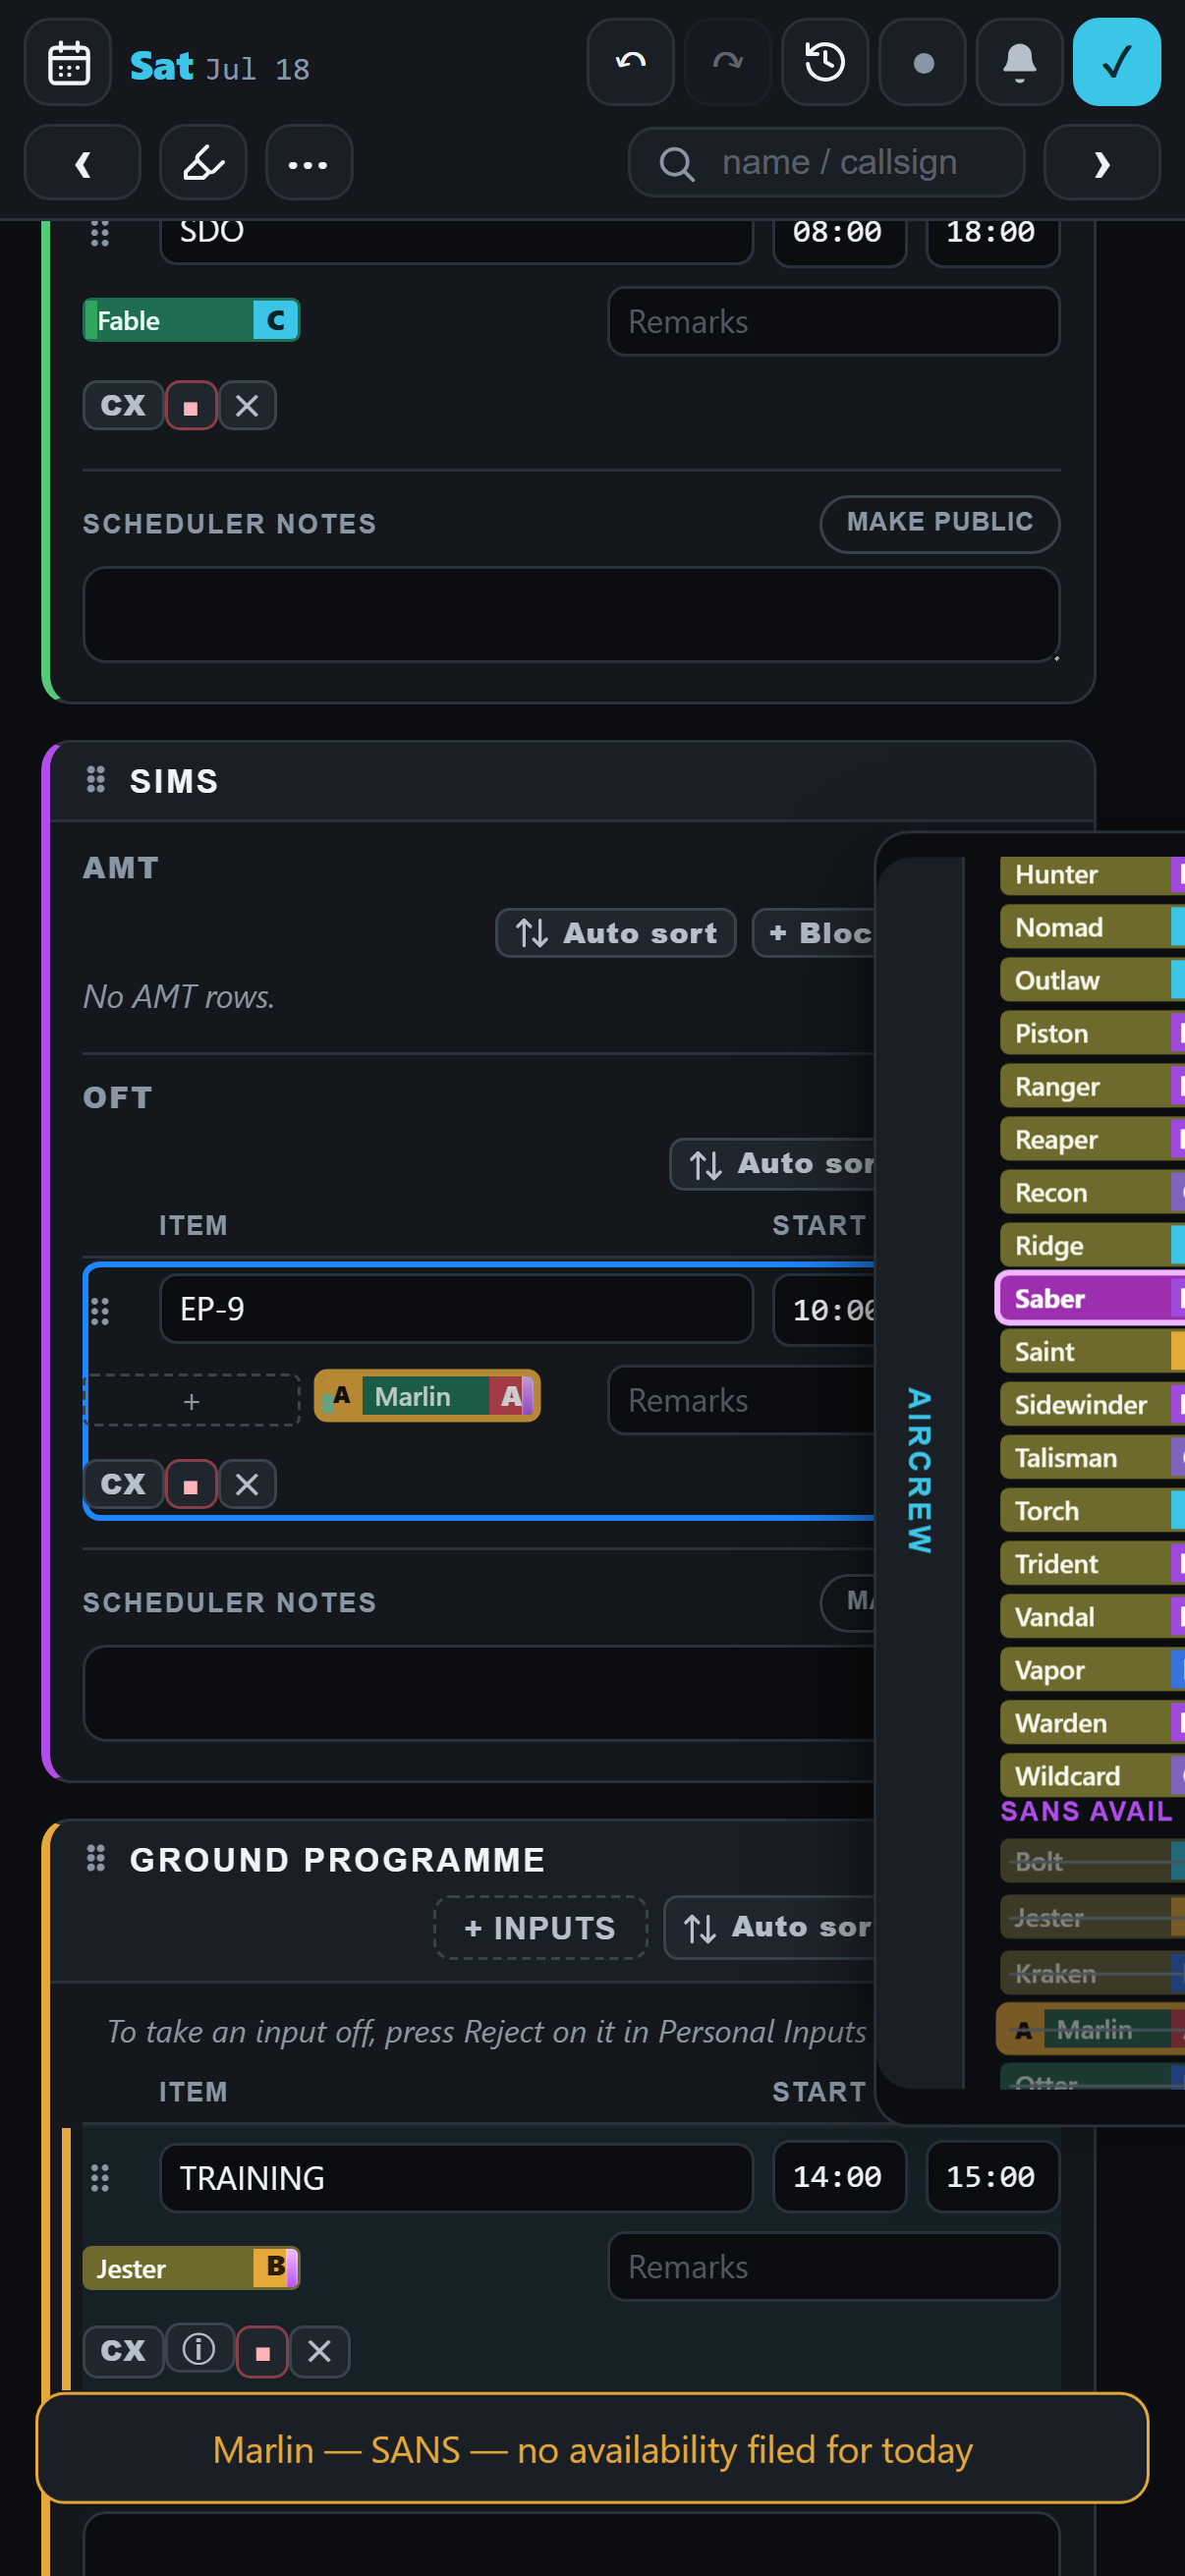 Sat Jul 18
name / callsign
SDO 08:00 18:00
Fable C Remarks
CX
SCHEDULER NOTES MAKE PUBLIC
SIMS
AMT
Auto sort + Bloc
No AMT rows.
OFT
Auto sor
ITEM START
EP-9 10:00
+ A Marlin A Remarks
CX
SCHEDULER NOTES MA
GROUND PROGRAMME
+ INPUTS Auto sor
To take an input off, press Reject on it in Personal Inputs
ITEM START
TRAINING 14:00 15:00
Jester B Remarks
CX
AIRCREW
Hunter
Nomad
Outlaw
Piston
Ranger
Reaper
Recon
Ridge
Saber
Saint
Sidewinder
Talisman
Torch
Trident
Vandal
Vapor
Warden
Wildcard
SANS AVAIL
Bolt
Jester
Kraken
A Marlin
Otter
Marlin — SANS — no availability filed for today